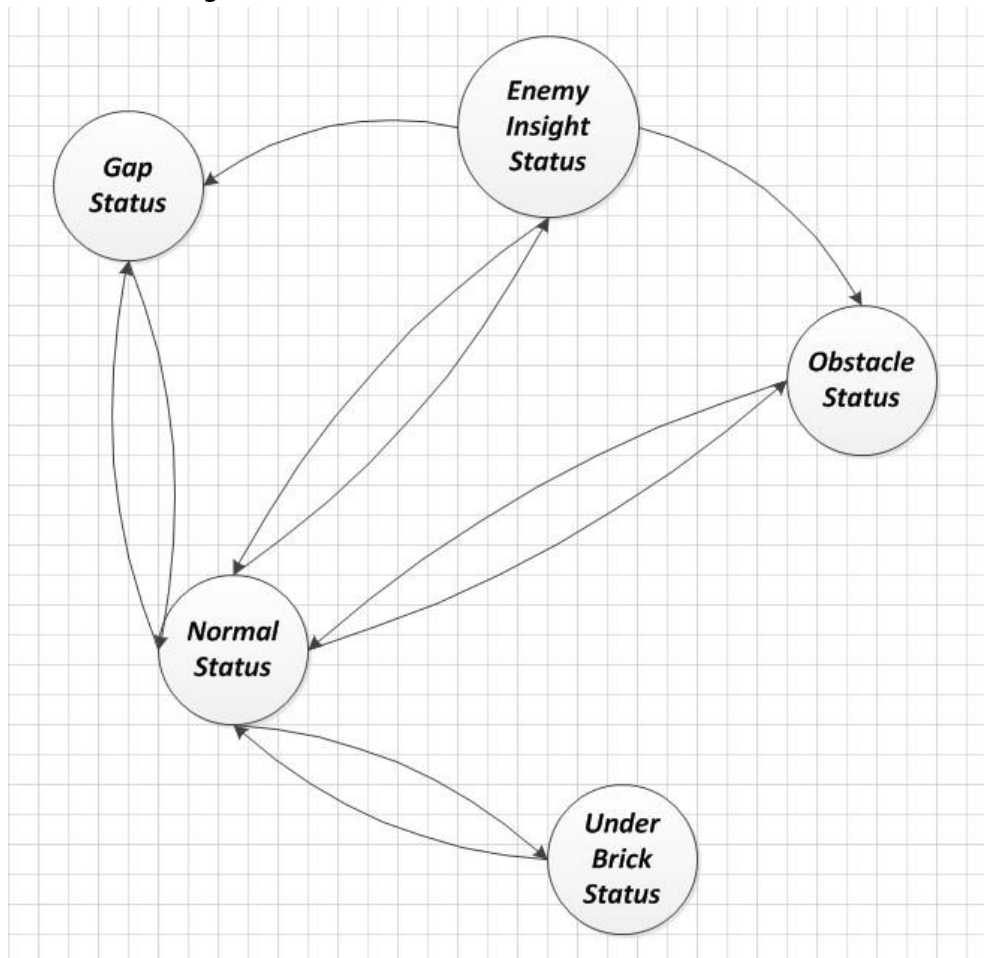 Enemy
Insight
Status
Gap
Status
Obstacle
Status
Normal
Status
Under
Brick
Status